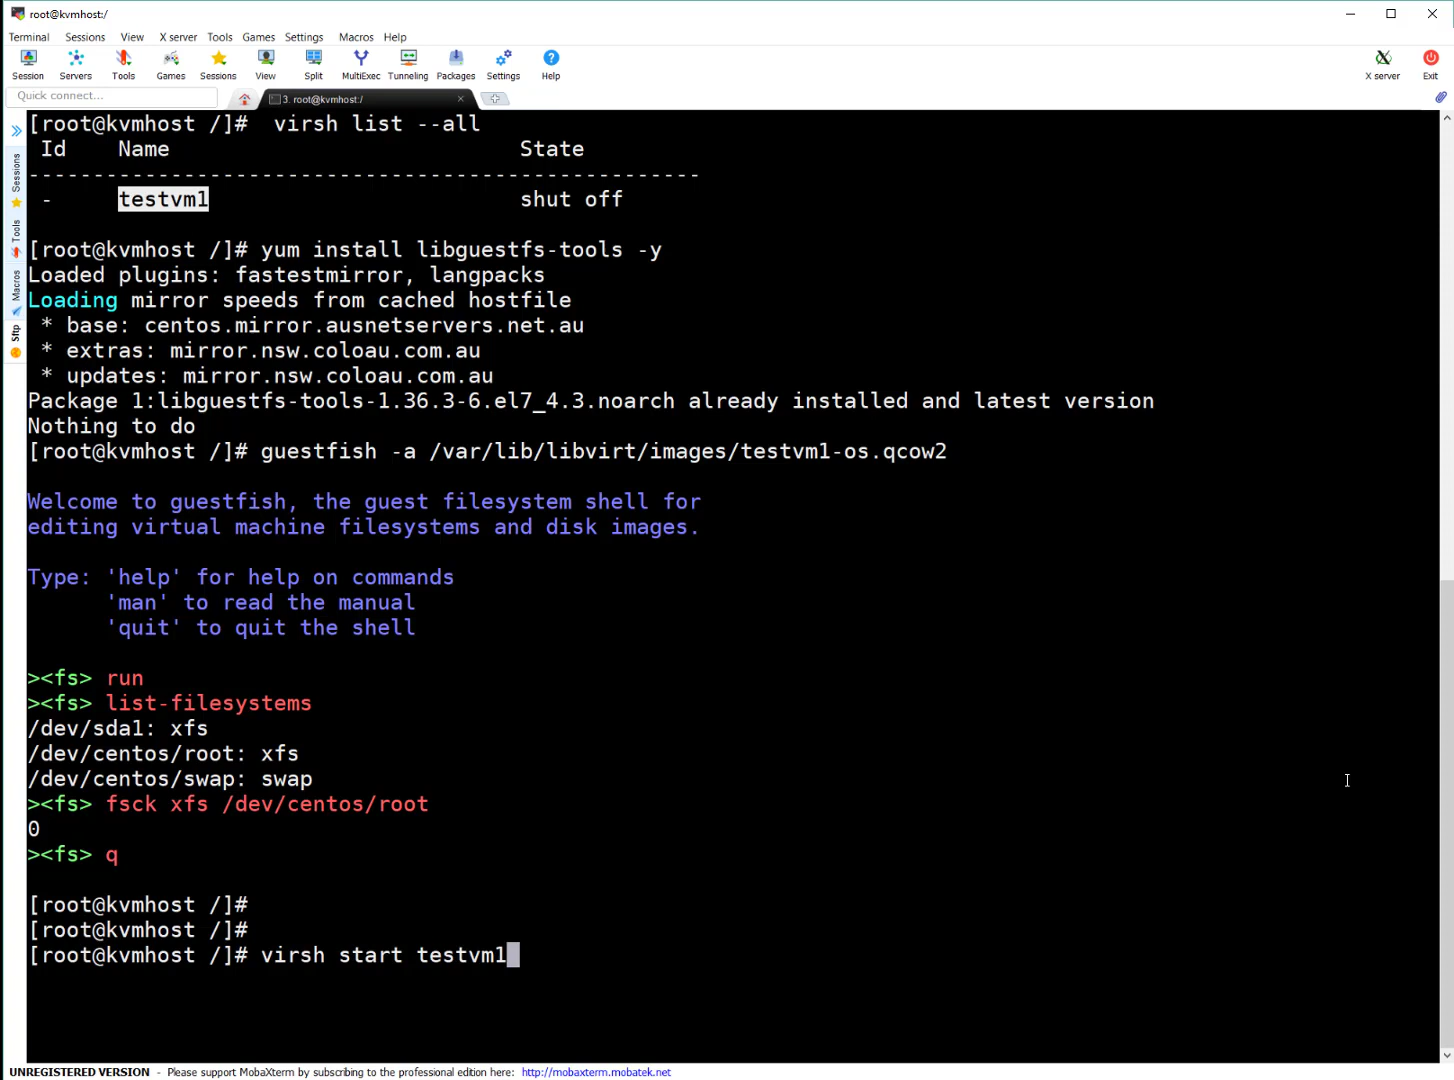 root@kvmhost:/
Terminal Sessions View X server Tools Games Settings Macros Help
Session Servers Tools Games Sessions View Split MultiExec Tunneling Packages Settings Help X server Exit
Quick connect...
3. root@kvmhost:/
Sessions
Tools
Macros
Sftp
[root@kvmhost /]#  virsh list --all
 Id    Name                           State
----------------------------------------------------
 -     testvm1                        shut off
[root@kvmhost /]# yum install libguestfs-tools -y
Loaded plugins: fastestmirror, langpacks
Loading mirror speeds from cached hostfile
 * base: centos.mirror.ausnetservers.net.au
 * extras: mirror.nsw.coloau.com.au
 * updates: mirror.nsw.coloau.com.au
Package 1:libguestfs-tools-1.36.3-6.el7_4.3.noarch already installed and latest version
Nothing to do
[root@kvmhost /]# guestfish -a /var/lib/libvirt/images/testvm1-os.qcow2
Welcome to guestfish, the guest filesystem shell for
editing virtual machine filesystems and disk images.
Type: 'help' for help on commands
      'man' to read the manual
      'quit' to quit the shell
><fs> run
><fs> list-filesystems
/dev/sda1: xfs
/dev/centos/root: xfs
/dev/centos/swap: swap
><fs> fsck xfs /dev/centos/root
0
><fs> q
[root@kvmhost /]#
[root@kvmhost /]#
[root@kvmhost /]# virsh start testvm1
UNREGISTERED VERSION - Please support MobaXterm by subscribing to the professional edition here: http://mobaxterm.mobatek.net